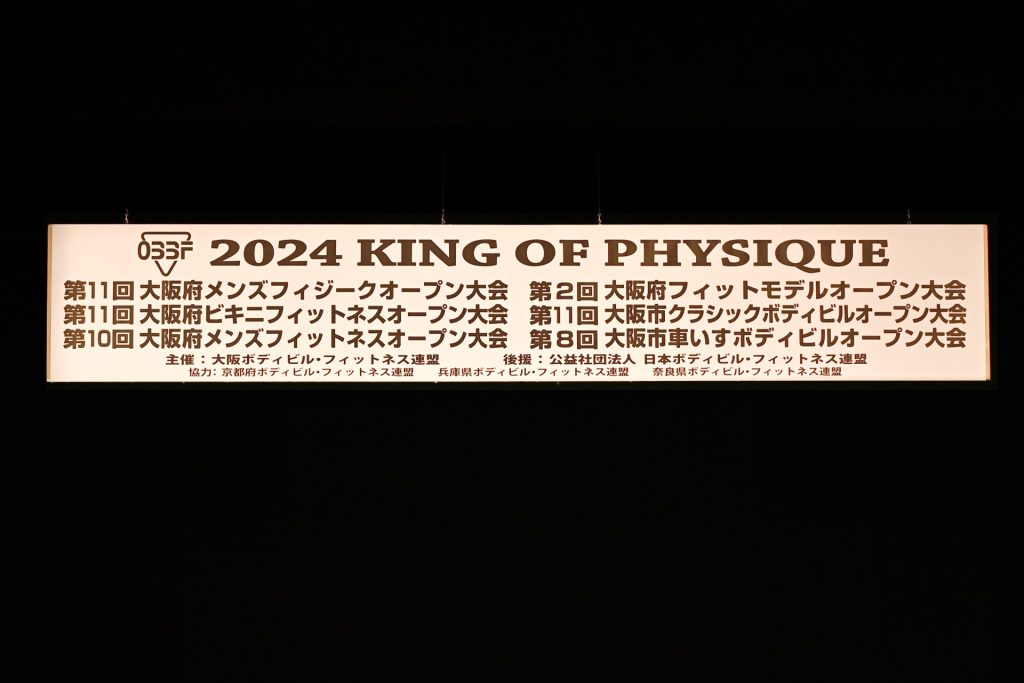 OBBF 2024 KING OF PHYSIQUE
第11回 大阪府メンズフィジークオープン大会 第2回 大阪府フィットモデルオープン大会
第11回 大阪府ビキニフィットネスオープン大会 第11回 大阪市クラシックボディビルオープン大会
第10回 大阪府メンズフィットネスオープン大会 第8回 大阪市車いすボディビルオープン大会
主催:大阪ボディビル・フィットネス連盟 後援:公益社団法人 日本ボディビル・フィットネス連盟
協力:京都府ボディビル・フィットネス連盟 兵庫県ボディビル・フィットネス連盟 奈良県ボディビル・フィットネス連盟